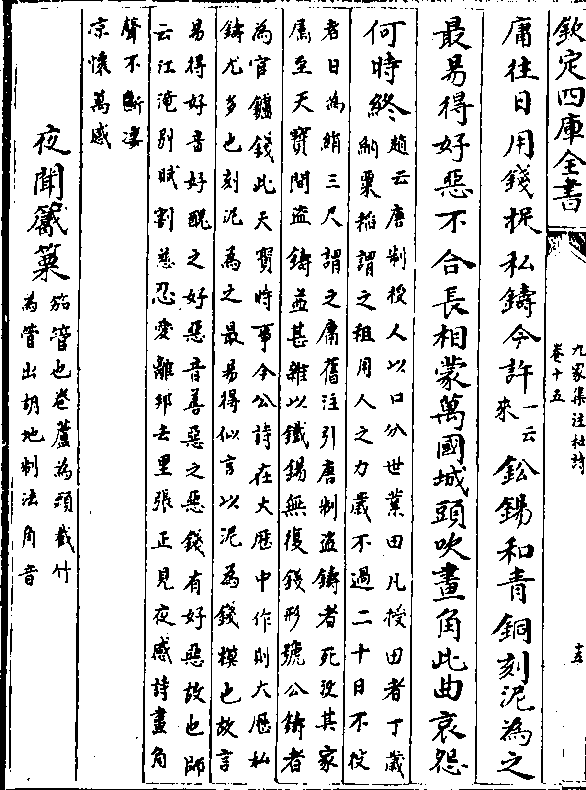 欽定四庫全書
九家集注杜詩
卷十五
庸往日用錢捉私鑄今許一云來鈆錫和青銅刻泥為之
最易得好惡不合長相蒙萬國城頭吹畫角此曲哀怨
何時終
趙云唐制授人以口分世業田凡授田者丁歲
納粟稻謂之租用人之力歲不過二十日不役
者日為絹三尺謂之庸舊注引唐制盜鑄者死沒其家
屬至天寶間盜鑄益甚雜以鐵錫無復錢形號公鑄者
為官鑪錢此天寶時事今公詩在大厯中作則大厯私
鑄尤多也刻泥為之最易得似言以泥為錢模也故言
易得好音好醜之好惡音善惡之惡錢有好惡故也師
云江淹別賦割慈忍愛離邦去里張正見夜感詩畫角
聲不斷凄
凉懷萬感
夜聞觱篥
笳管也卷蘆為頭截竹
為管出胡地制法角音